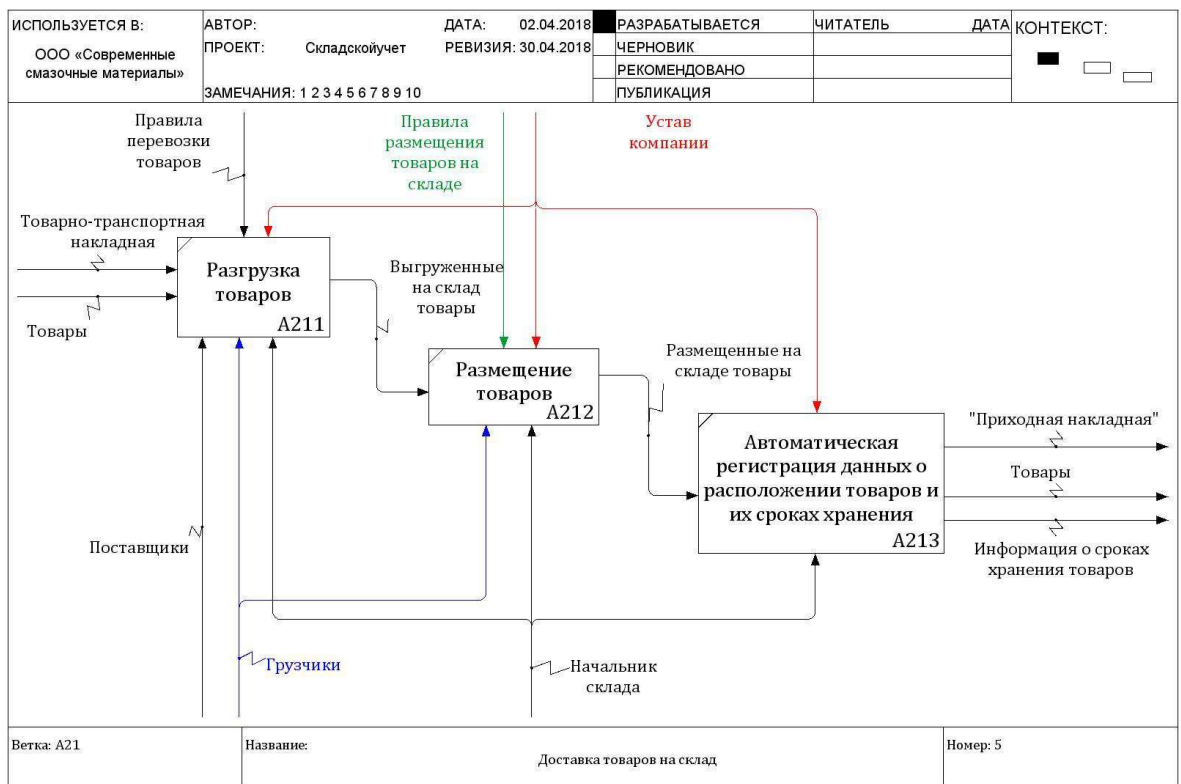 ИСПОЛЬЗУЕТСЯ В:
ООО «Современные
смазочные материалы»
АВТОР:
ДАТА: 02.04.2018
ПРОЕКТ: Складскойучет
РЕВИЗИЯ: 30.04.2018
ЗАМЕЧАНИЯ: 1 2 3 4 5 6 7 8 9 10
РАЗРАБАТЫВАЕТСЯ
ЧЕРНОВИК
РЕКОМЕНДОВАНО
ПУБЛИКАЦИЯ
ЧИТАТЕЛЬ
ДАТА
КОНТЕКСТ:
Правила
перевозки
товаров
Правила
размещения
товаров на
складе
Устав
компании
Товарно-транспортная
накладная
Товары
Разгрузка
товаров
A211
Выгруженные
на склад
товары
Размещение
товаров
A212
Размещенные на
складе товары
Автоматическая
регистрация данных о
расположении товаров и
их сроках хранения
A213
"Приходная накладная"
Товары
Информация о сроках
хранения товаров
Поставщики
Грузчики
Начальник
склада
Ветка: A21
Название:
Доставка товаров на склад
Номер: 5